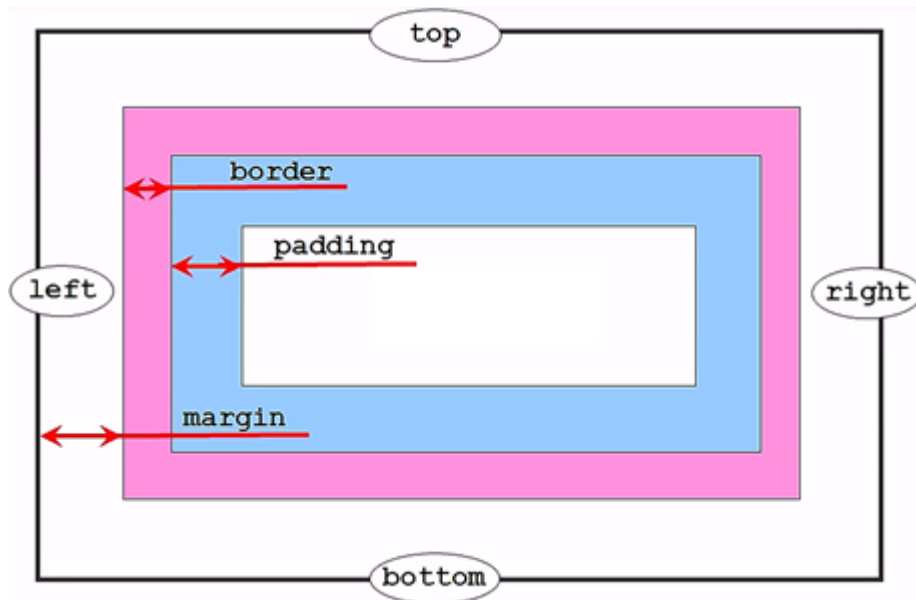 top
border
padding
left
right
margin
bottom